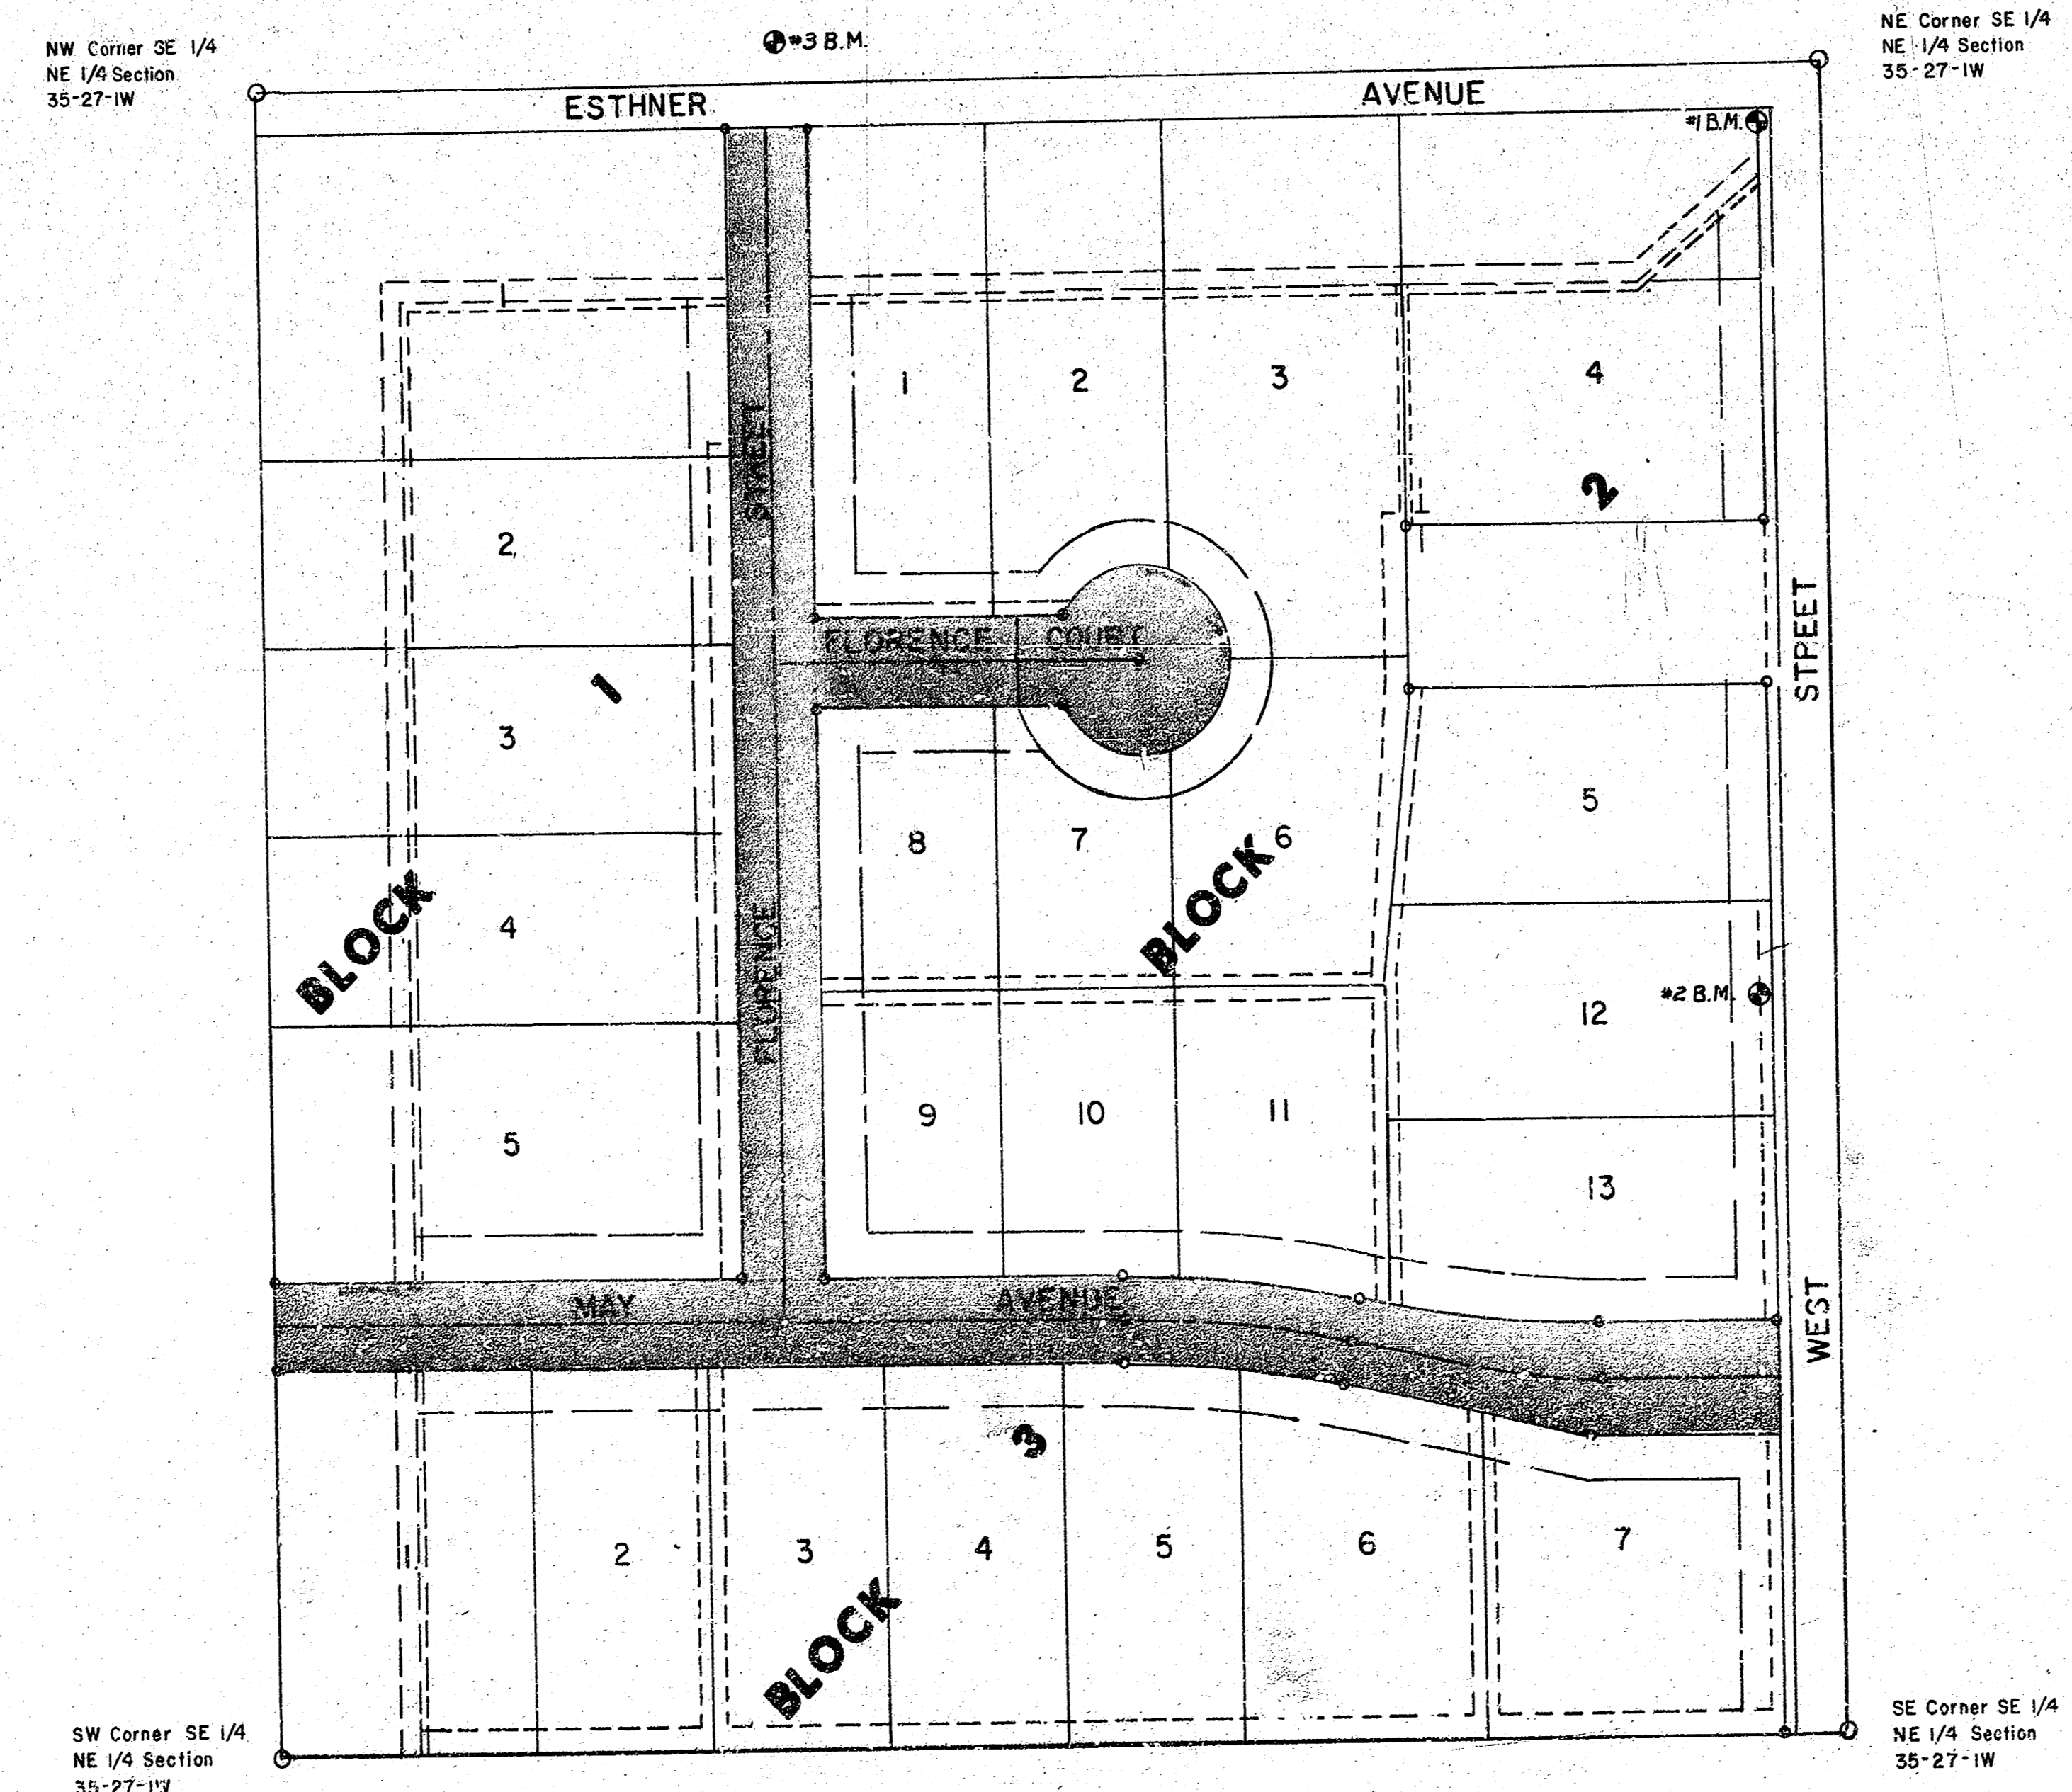 NW Corner SE 1/4
NE 1/4 Section
35-27-1W
#3 B.M.
NE Corner SE 1/4
NE 1/4 Section
35-27-1W
ESTHNER AVENUE
#1 B.M.
1
2
3
4
2
STREET
2
FLORENCE COURT
STREET
1
3
5
8
7
6
BLOCK
BLOCK
4
FLORENCE
#2 B.M.
12
9
10
11
5
13
MAY AVENUE
WEST
3
1
2
3
4
5
6
7
BLOCK
SW Corner SE 1/4
NE 1/4 Section
35-27-1W
SE Corner SE 1/4
NE 1/4 Section
35-27-1W